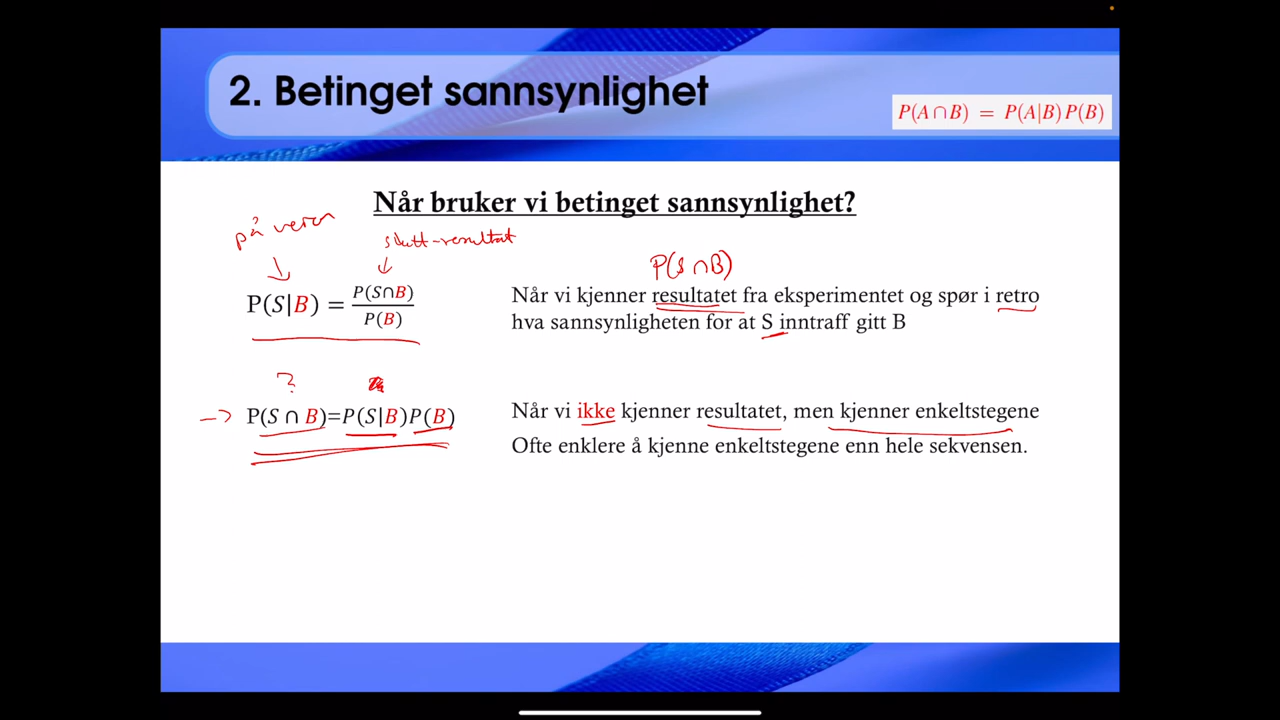 2. Betinget sannsynlighet
P(A∩B) = P(A|B)P(B)
Når bruker vi betinget sannsynlighet?
på veien
slutt-resultat
P(S∩B)
P(S|B) = P(S∩B) / P(B)
Når vi kjenner resultatet fra eksperimentet og spør i retro
hva sannsynligheten for at S inntraff gitt B
?
→ P(S ∩ B)=P(S|B)P(B)
Når vi ikke kjenner resultatet, men kjenner enkeltstegene
Ofte enklere å kjenne enkeltstegene enn hele sekvensen.